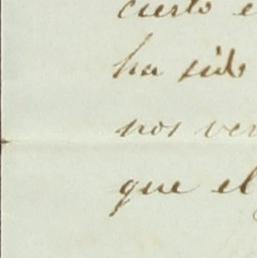 cierto e
ha sido
nos ver
que el